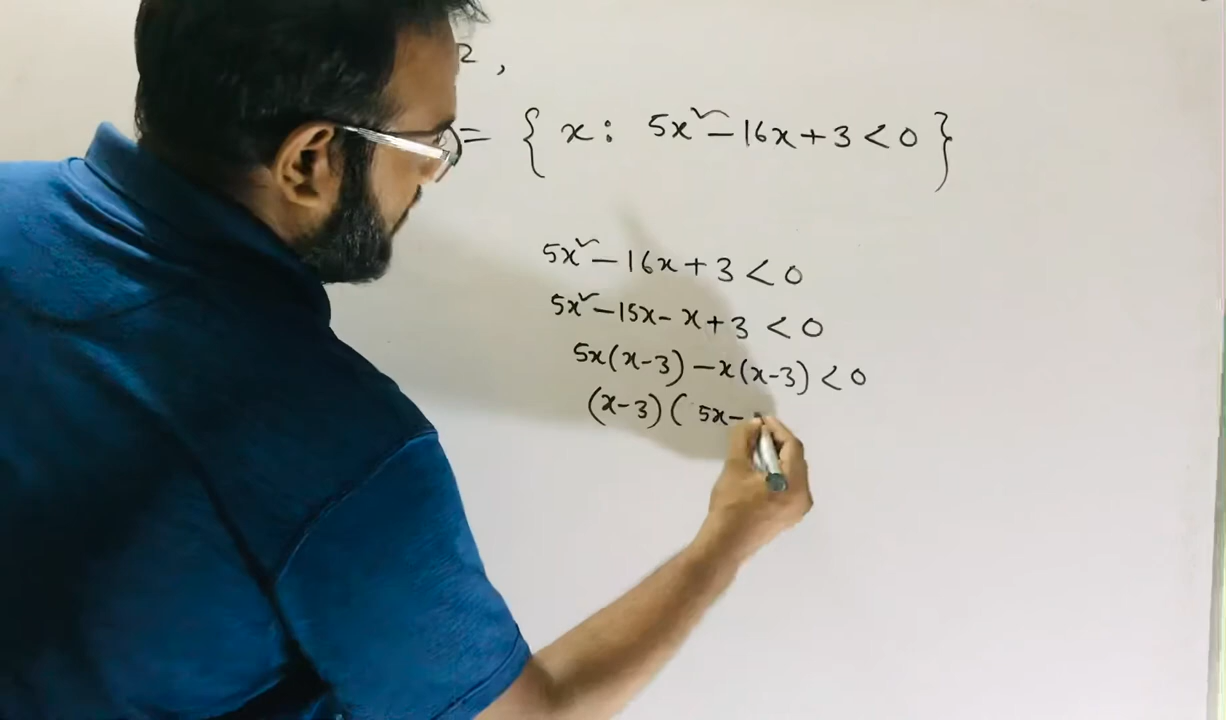 2 ,
= { x : 5x² - 16x + 3 < 0 }
5x² - 16x + 3 < 0
5x² - 15x - x + 3 < 0
5x(x-3) - x(x-3) < 0
(x-3) ( 5x-